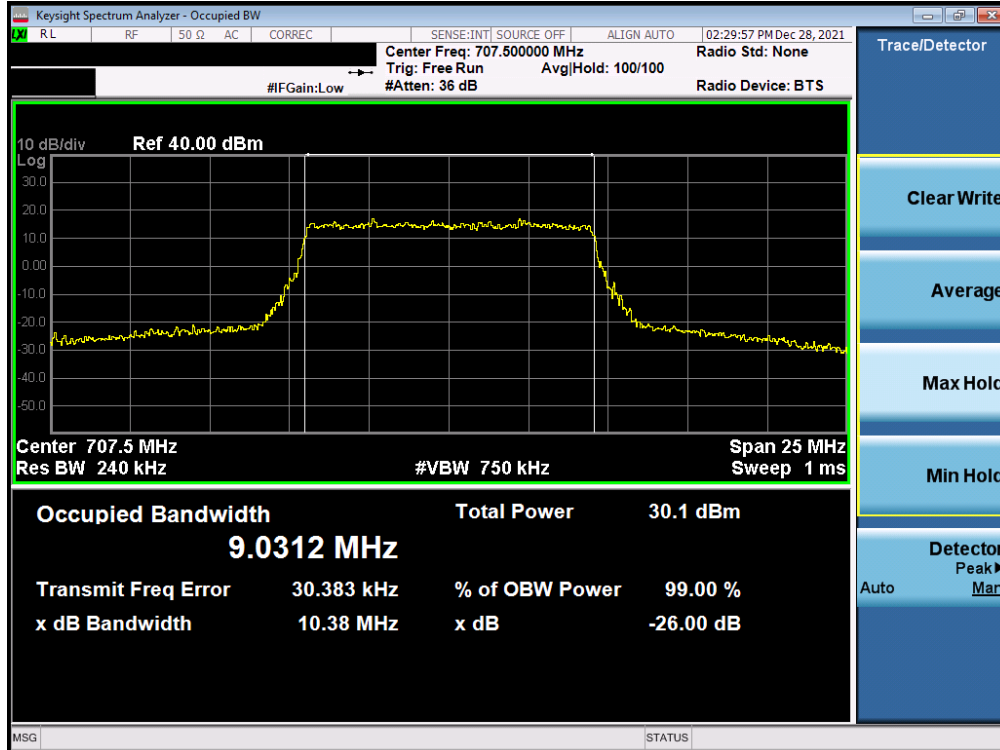 Keysight Spectrum Analyzer - Occupied BW
LXI RL RF 50 Ω AC CORREC SENSE:INT SOURCE OFF ALIGN AUTO 02:29:57 PM Dec 28, 2021
Center Freq: 707.500000 MHz Radio Std: None
Trig: Free Run Avg|Hold: 100/100
#IFGain:Low #Atten: 36 dB Radio Device: BTS
Trace/Detector
10 dB/div Ref 40.00 dBm
Log
30.0
20.0
10.0
0.00
-10.0
-20.0
-30.0
-40.0
-50.0
Center 707.5 MHz Span 25 MHz
Res BW 240 kHz #VBW 750 kHz Sweep 1 ms
Occupied Bandwidth Total Power 30.1 dBm
9.0312 MHz
Transmit Freq Error 30.383 kHz % of OBW Power 99.00 %
x dB Bandwidth 10.38 MHz x dB -26.00 dB
Clear Write
Average
Max Hold
Min Hold
Detector
Peak▶
Auto Man
MSG STATUS